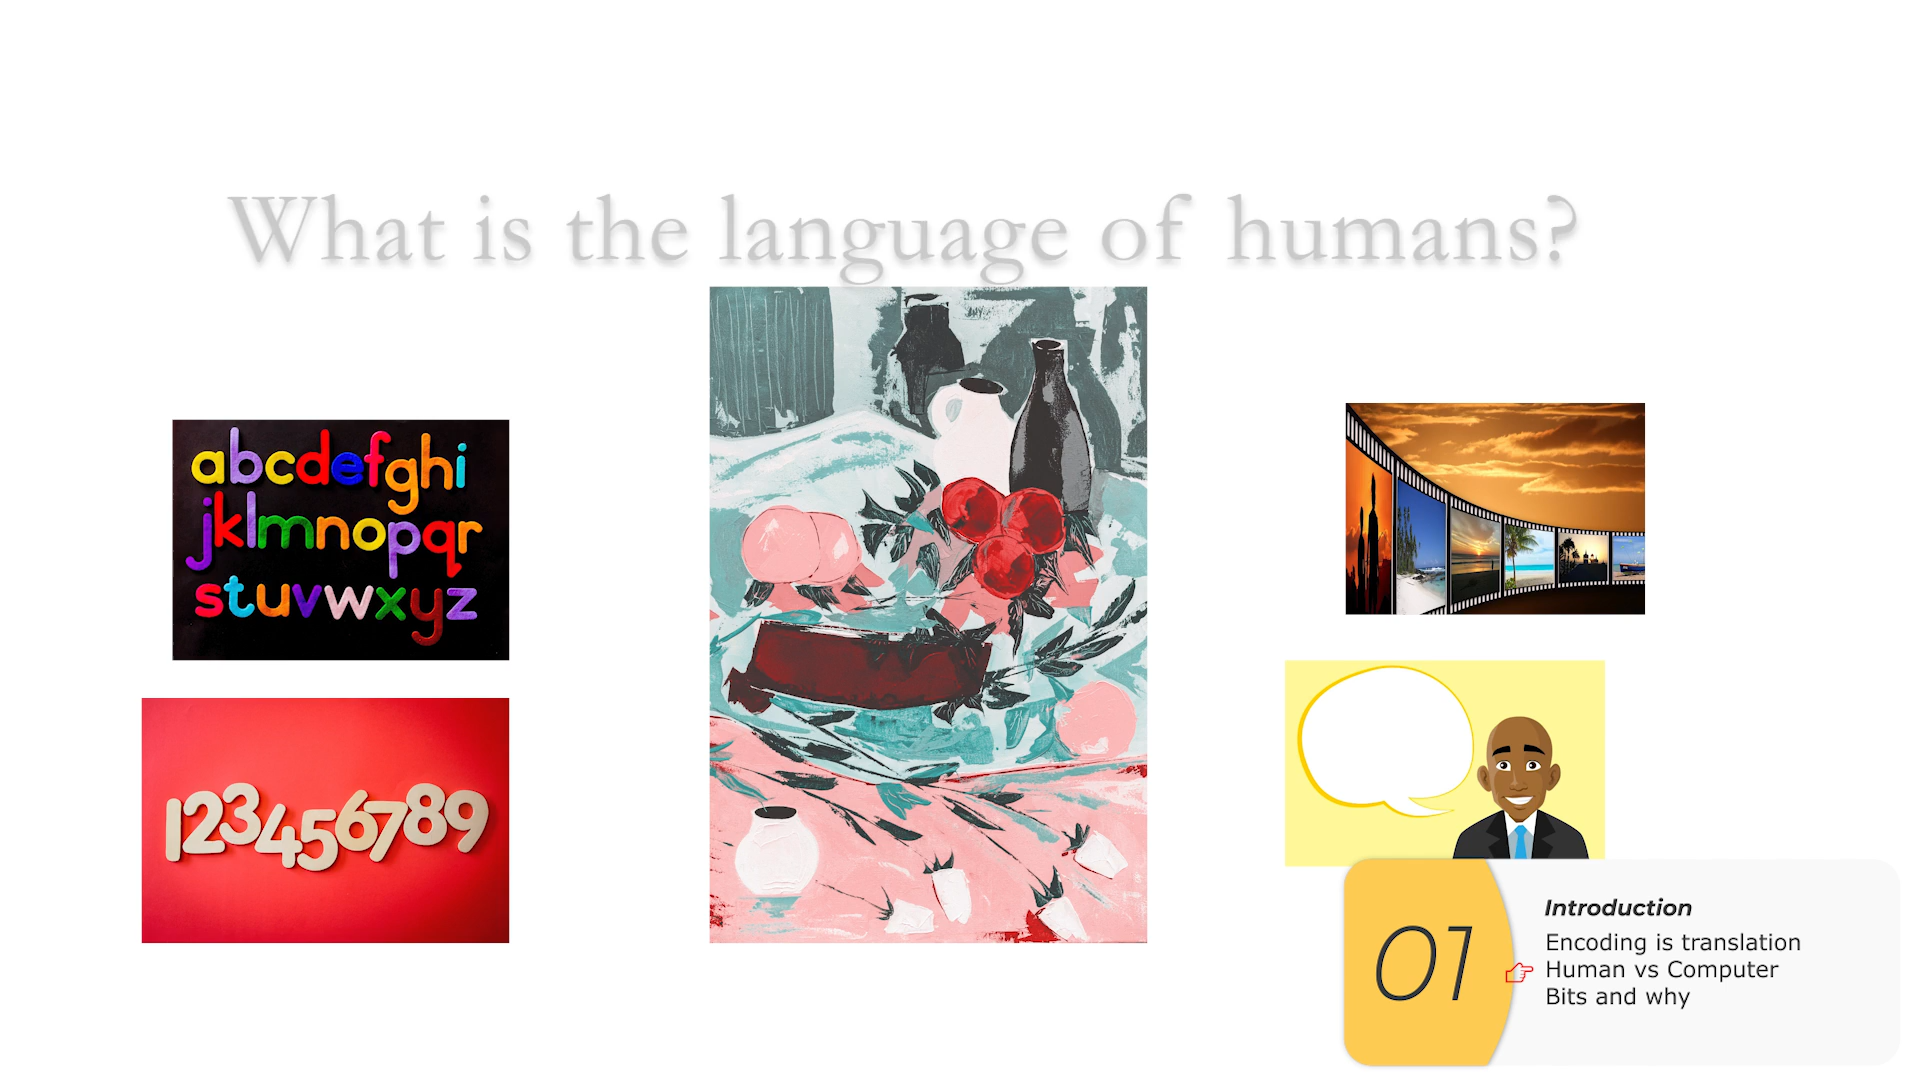 What is the language of humans?
abcdefghi
jklmnopqr
stuvwxyz
123456789
01
Introduction
Encoding is translation
Human vs Computer
Bits and why